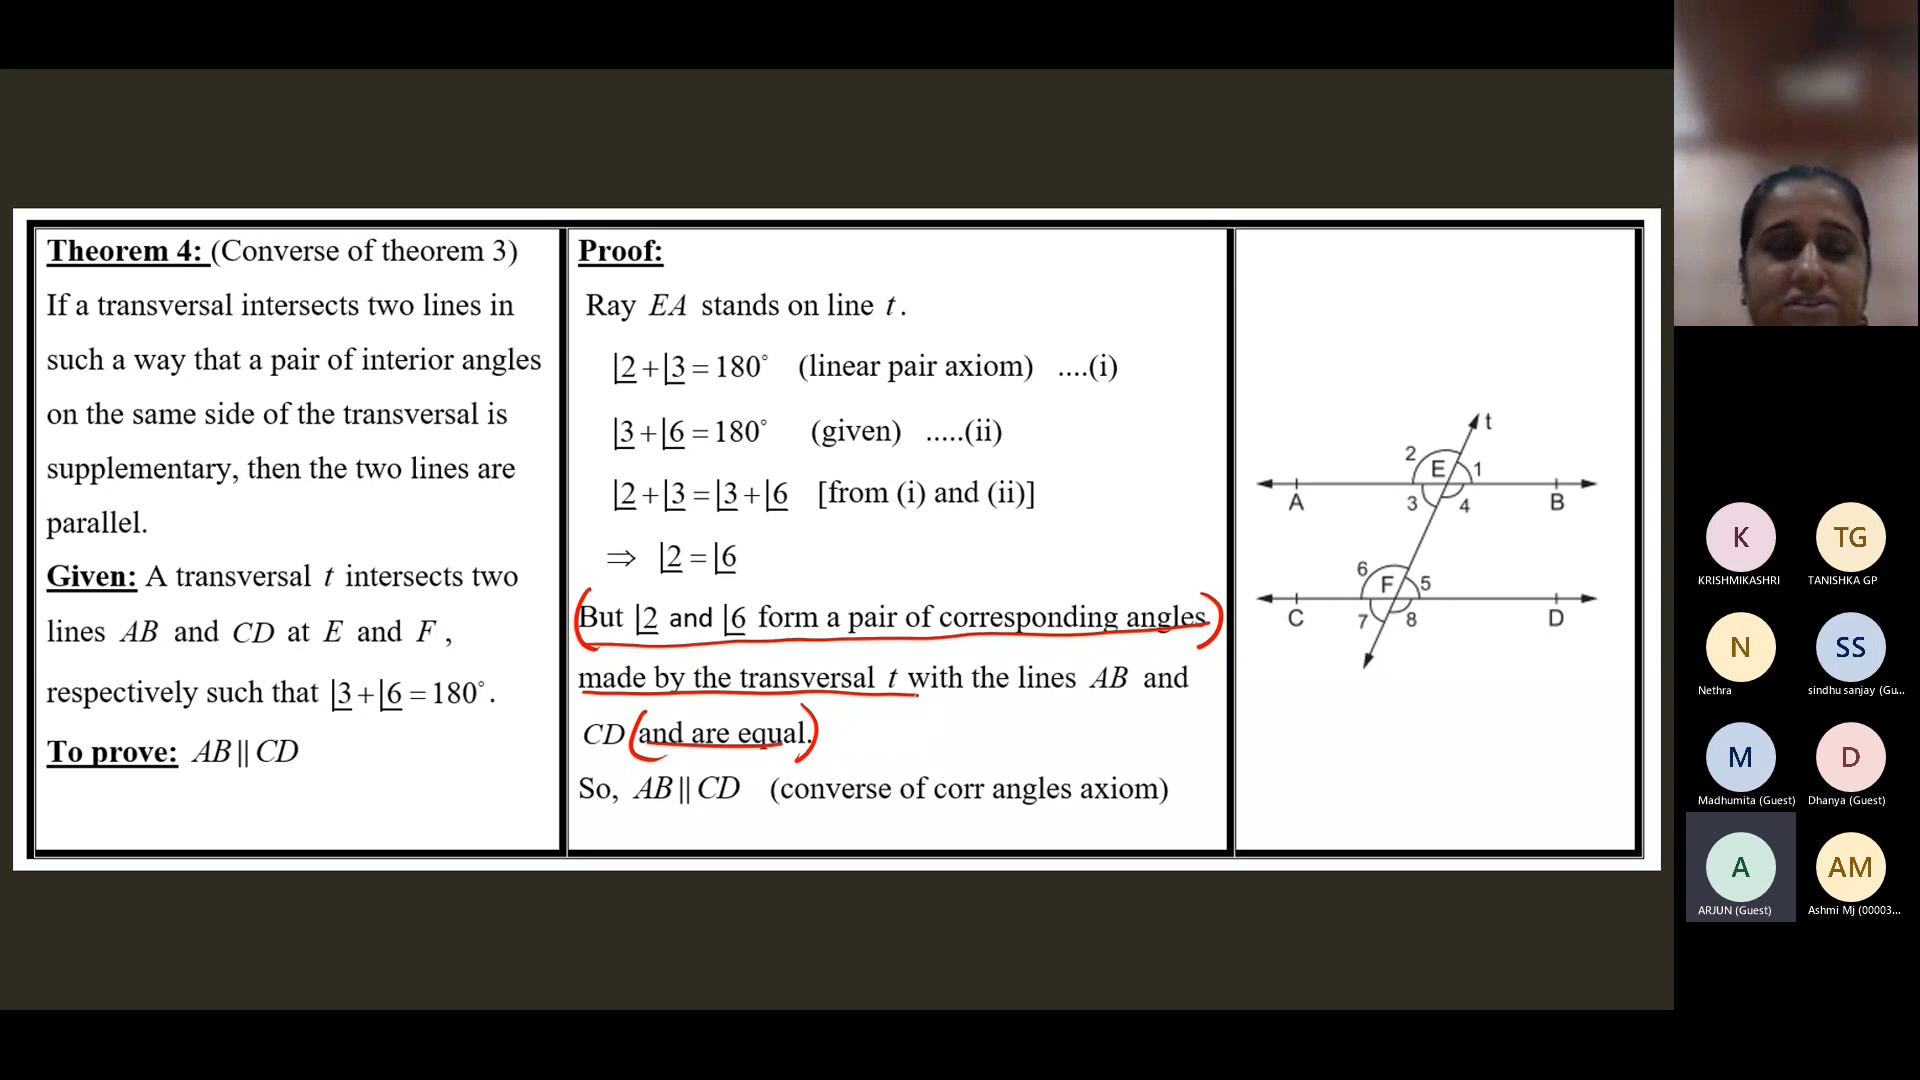 Theorem 4: (Converse of theorem 3)
If a transversal intersects two lines in
such a way that a pair of interior angles
on the same side of the transversal is
supplementary, then the two lines are
parallel.
Given: A transversal t intersects two
lines AB and CD at E and F ,
respectively such that ⌊3+⌊6=180°.
To prove: AB || CD
Proof:
Ray EA stands on line t.
⌊2+⌊3=180° (linear pair axiom) ....(i)
⌊3+⌊6=180° (given) .....(ii)
⌊2+⌊3=⌊3+⌊6 [from (i) and (ii)]
⇒ ⌊2=⌊6
But ⌊2 and ⌊6 form a pair of corresponding angles
made by the transversal t with the lines AB and
CD and are equal.
So, AB || CD (converse of corr angles axiom)
t
2 E 1
A 3 4 B
6 F 5
C 7 8 D
K TG
KRISHMIKASHRI TANISHKA GP
N SS
Nethra sindhu sanjay (Gu...
M D
Madhumita (Guest) Dhanya (Guest)
A AM
ARJUN (Guest) Ashmi Mj (00003...